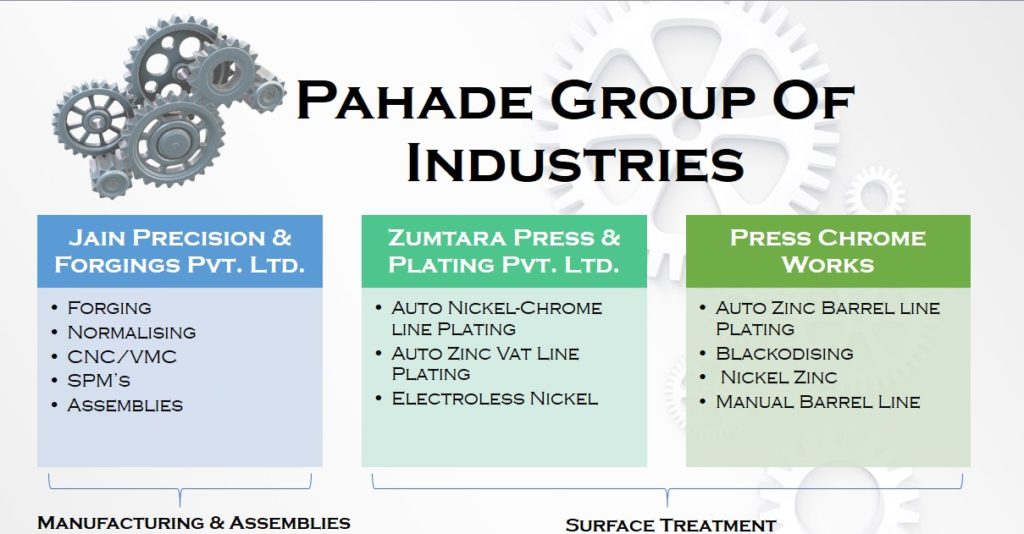 Pahade Group Of
Industries
Jain Precision &
Forgings Pvt. Ltd.
• Forging
• Normalising
• CNC/VMC
• SPM's
• Assemblies
Zumtara Press &
Plating Pvt. Ltd.
• Auto Nickel-Chrome
line Plating
• Auto Zinc Vat Line
Plating
• Electroless Nickel
Press Chrome
Works
• Auto Zinc Barrel line
Plating
• Blackodising
• Nickel Zinc
• Manual Barrel Line
Manufacturing & Assemblies
Surface Treatment